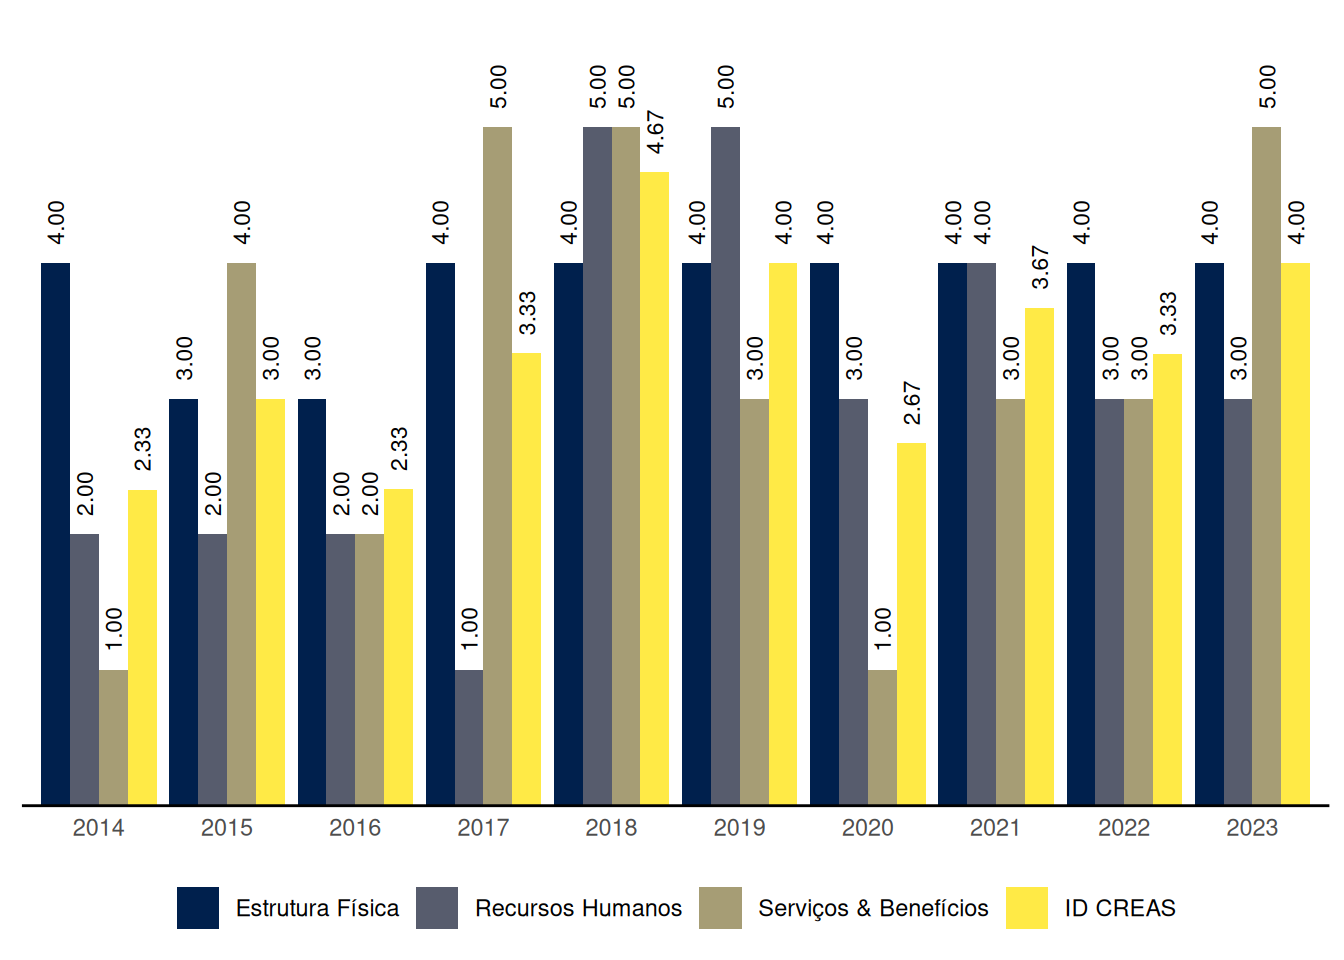 5.00 5.00 5.00 5.00 5.00
4.67
4.00 4.00 4.00 4.00 4.00 4.00 4.00 4.00 4.00 4.00 4.00 4.00
3.67
3.33 3.33
3.00 3.00 3.00 3.00 3.00 3.00 3.00 3.00 3.00
2.67
2.33 2.33
2.00 2.00 2.00 2.00
1.00 1.00 1.00
2014 2015 2016 2017 2018 2019 2020 2021 2022 2023
Estrutura Física Recursos Humanos Serviços & Benefícios ID CREAS